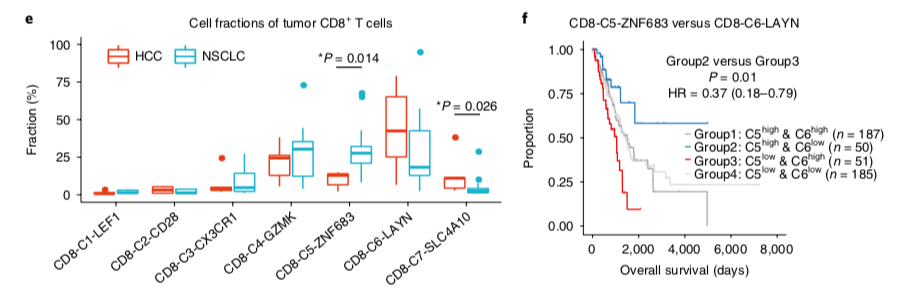 e
Cell fractions of tumor CD8⁺ T cells
100
75
50
25
0
Fraction (%)
HCC NSCLC
*P = 0.014
*P = 0.026
CD8-C1-LEF1
CD8-C2-CD28
CD8-C3-CX3CR1
CD8-C4-GZMK
CD8-C5-ZNF683
CD8-C6-LAYN
CD8-C7-SLC4A10
f
CD8-C5-ZNF683 versus CD8-C6-LAYN
1.00
0.75
0.50
0.25
0.00
Proportion
Group2 versus Group3
P = 0.01
HR = 0.37 (0.18–0.79)
Group1: C5ʰⁱᵍʰ & C6ʰⁱᵍʰ (n = 187)
Group2: C5ʰⁱᵍʰ & C6ˡᵒʷ (n = 50)
Group3: C5ˡᵒʷ & C6ʰⁱᵍʰ (n = 51)
Group4: C5ˡᵒʷ & C6ˡᵒʷ (n = 185)
0 2,000 4,000 6,000 8,000
Overall survival (days)